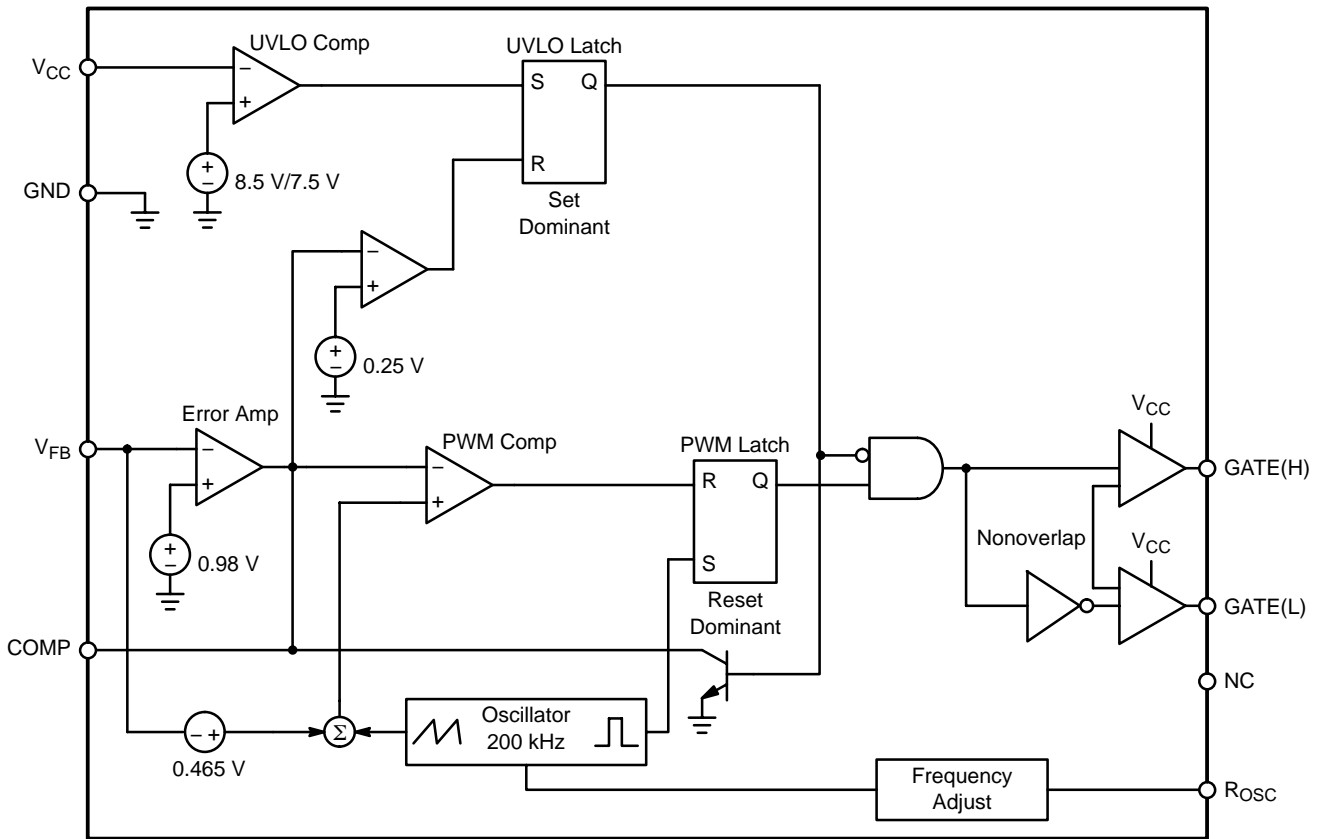 UVLO Comp
UVLO Latch
VCC
−
+
S
Q
R
+
−
8.5 V/7.5 V
GND
Set
Dominant
−
+
+
−
0.25 V
Error Amp
VFB
−
+
PWM Comp
−
+
PWM Latch
R
Q
S
VCC
GATE(H)
+
−
0.98 V
Nonoverlap
VCC
Reset
Dominant
GATE(L)
COMP
NC
− +
0.465 V
Σ
Oscillator
200 kHz
Frequency
Adjust
ROSC